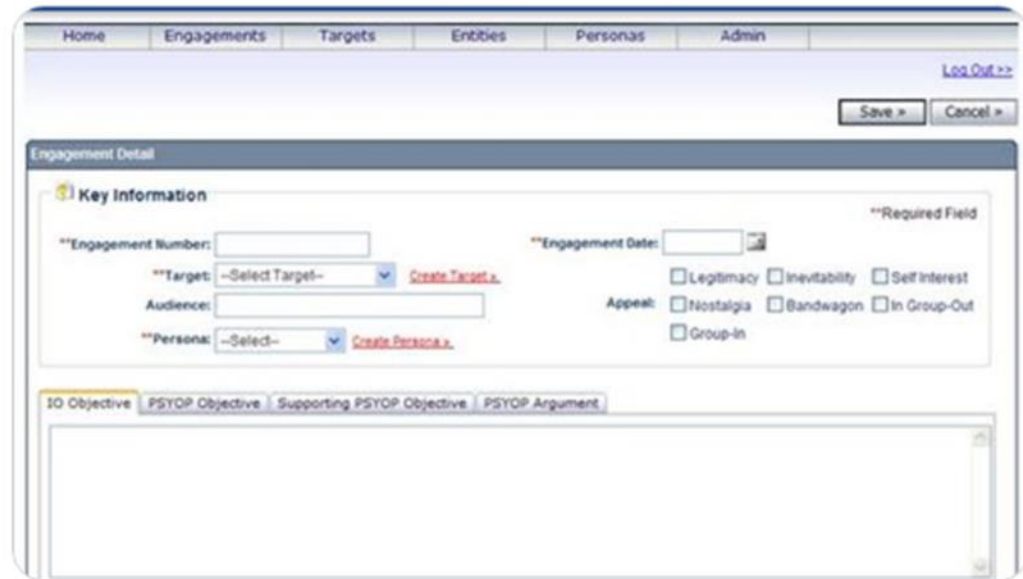 Home Engagements Targets Entities Personas Admin
Log Out >>
Save » Cancel »
Engagement Detail
Key Information
**Required Field
**Engagement Number: **Engagement Date:
**Target: --Select Target-- Create Target »
Legitimacy Inevitability Self Interest
Audience: Appeal: Nostalgia Bandwagon In Group-Out
Group-In
**Persona: --Select-- Create Persona »
IO Objective PSYOP Objective Supporting PSYOP Objective PSYOP Argument